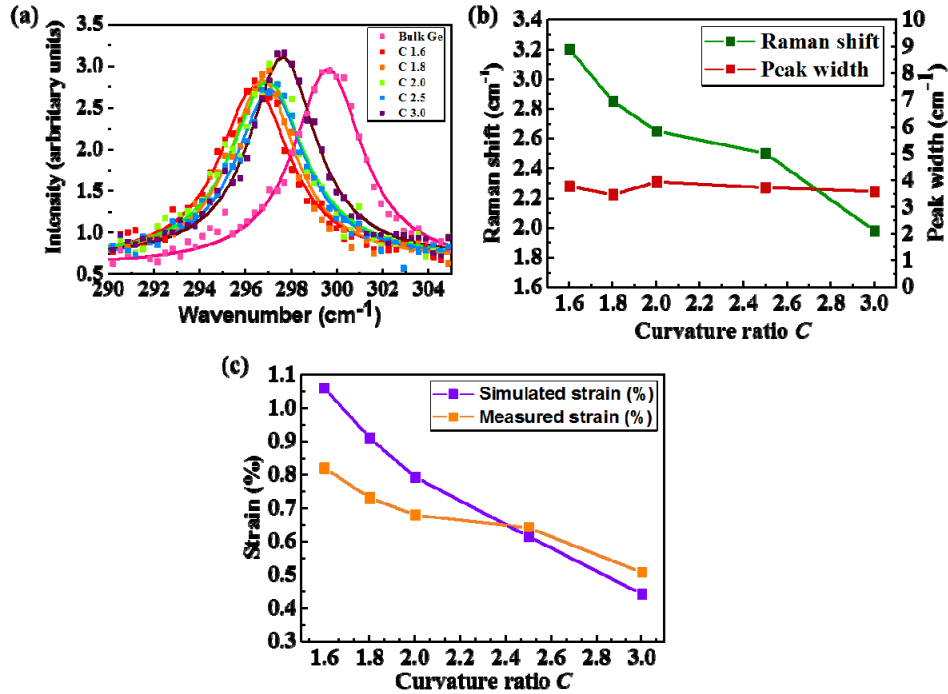 (a)
3.5
3.0
2.5
2.0
1.5
1.0
0.5
Intensity (arbritary units)
290 292 294 296 298 300 302 304
Wavenumber (cm-1)
Bulk Ge
C 1.6
C 1.8
C 2.0
C 2.5
C 3.0
(b)
3.4
3.2
3.0
2.8
2.6
2.4
2.2
2.0
1.8
1.6
Raman shift (cm-1)
Raman shift
Peak width
10
9
8
7
6
5
4
3
2
1
0
Peak width (cm-1)
1.6 1.8 2.0 2.2 2.4 2.6 2.8 3.0
Curvature ratio C
(c)
1.1
1.0
0.9
0.8
0.7
0.6
0.5
0.4
0.3
Strain (%)
Simulated strain (%)
Measured strain (%)
1.6 1.8 2.0 2.2 2.4 2.6 2.8 3.0
Curvature ratio C